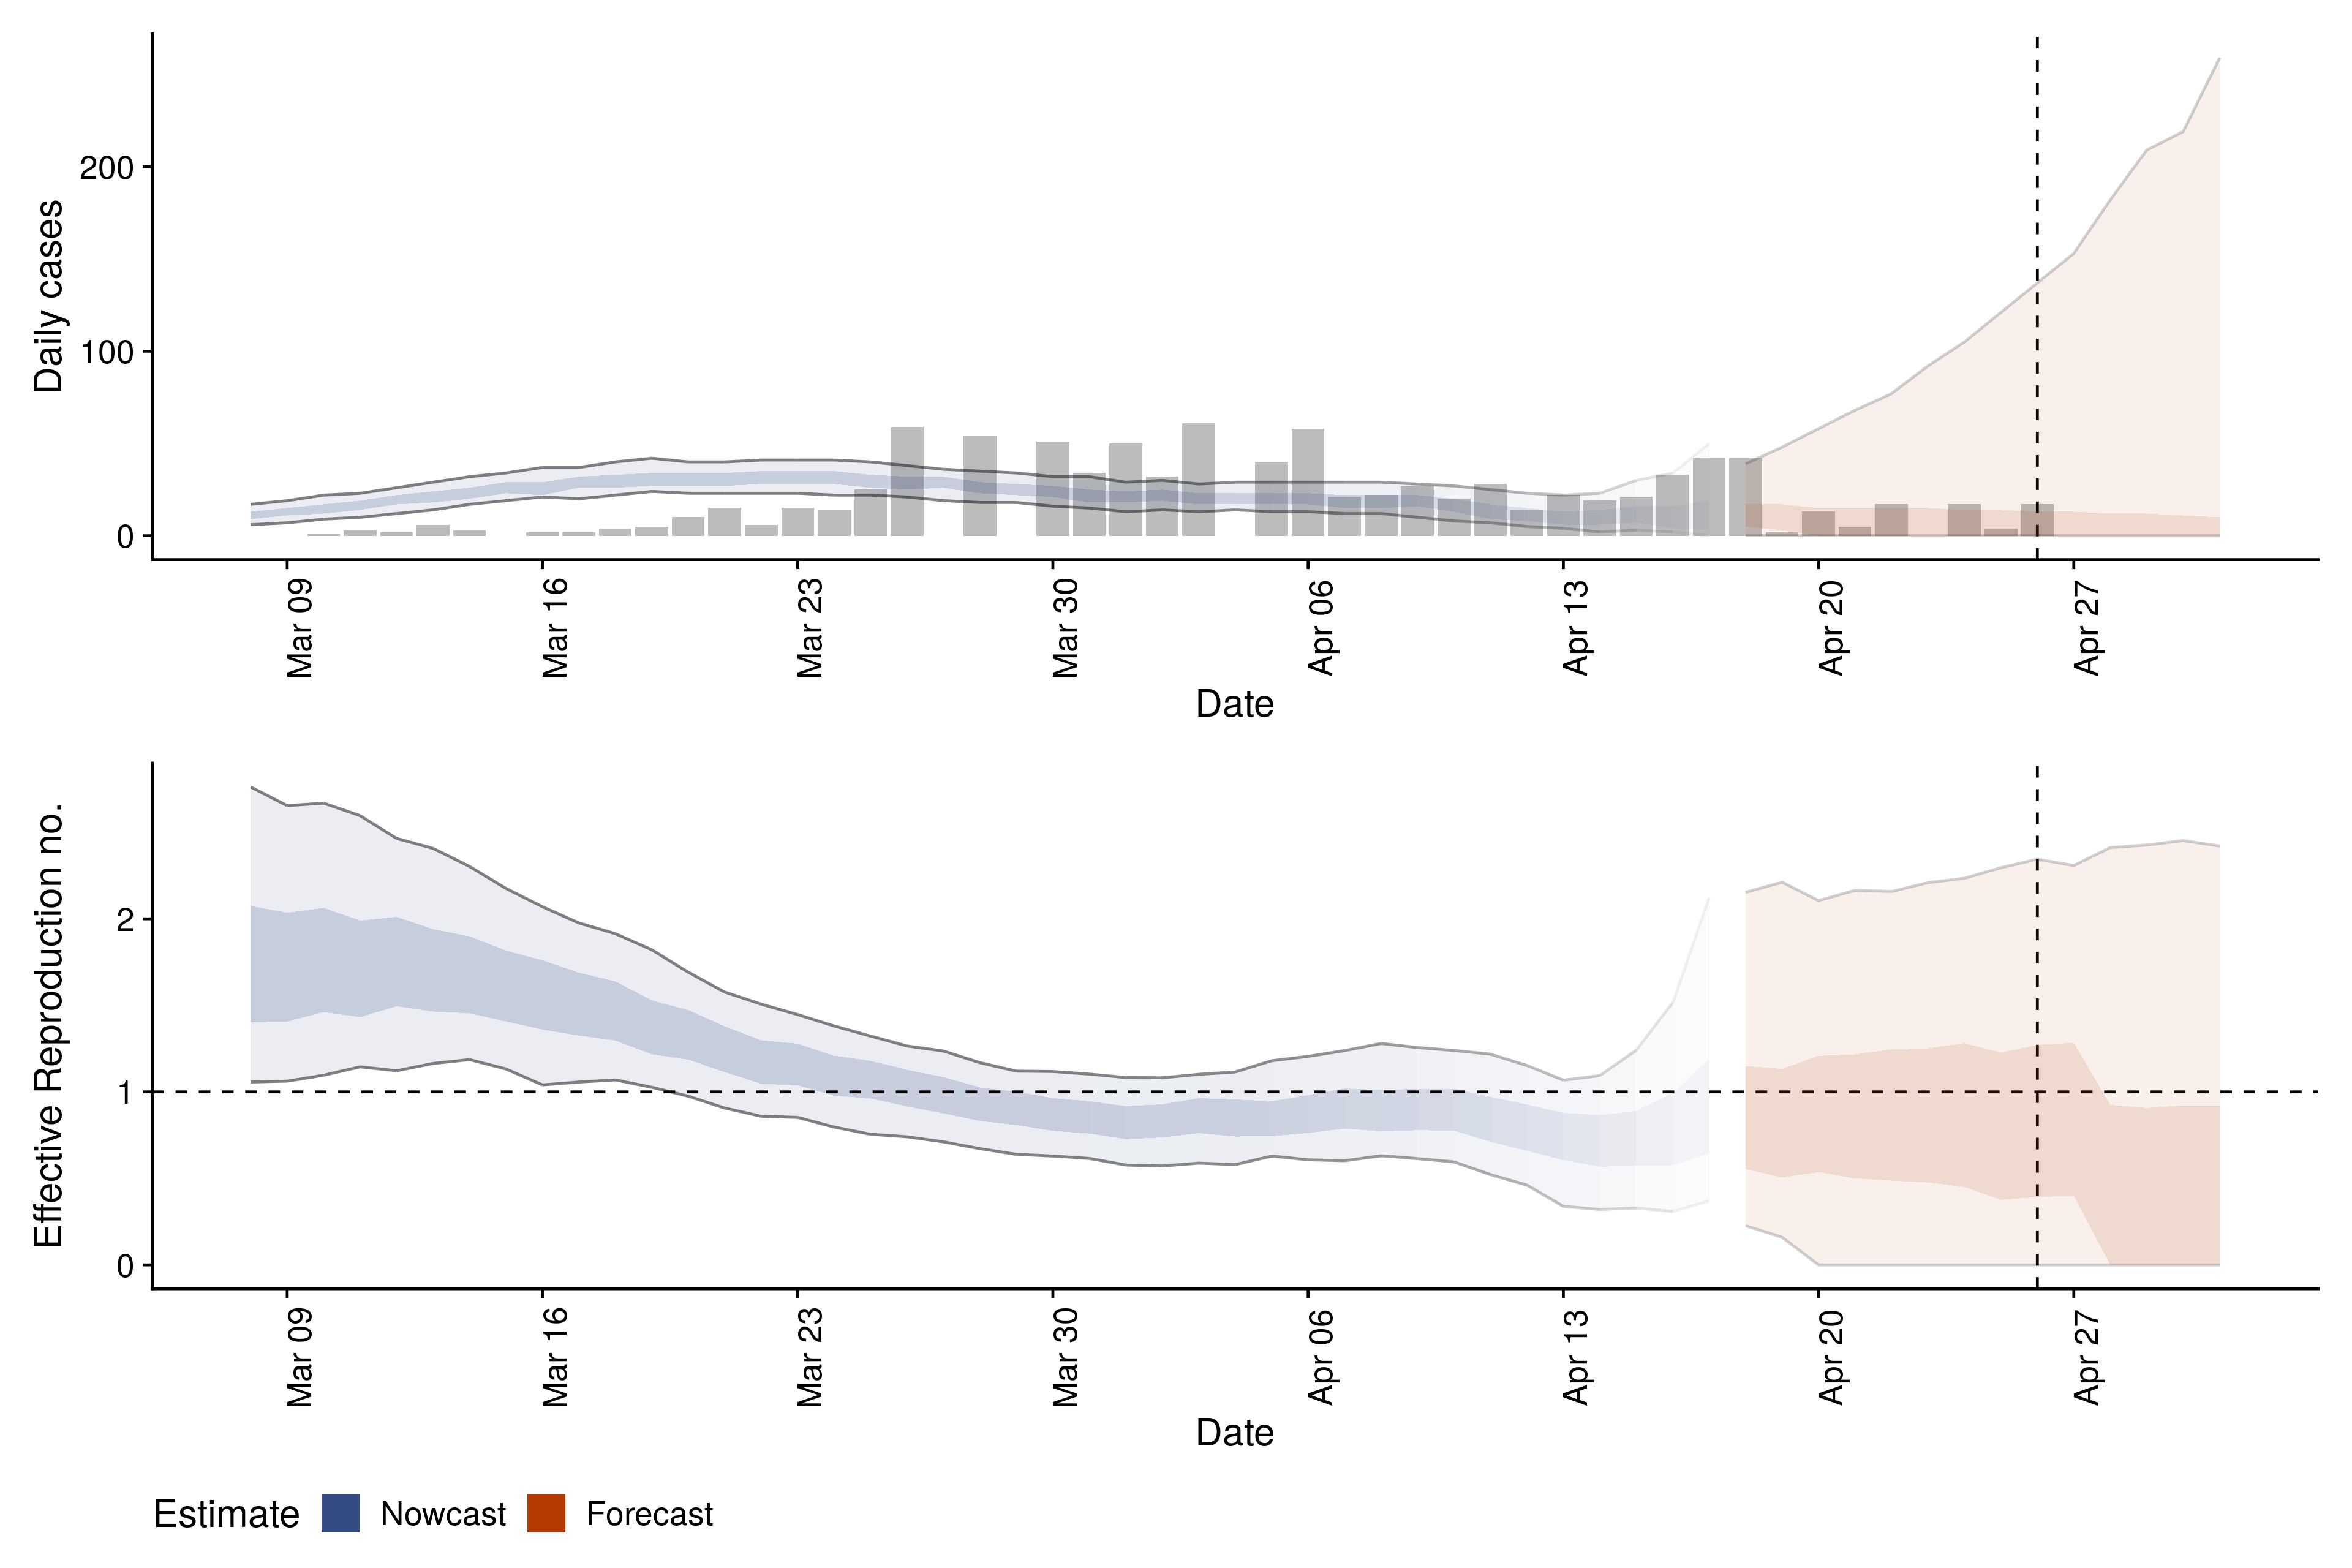 Daily cases
200
100
0
Mar 09 Mar 16 Mar 23 Mar 30 Apr 06 Apr 13 Apr 20 Apr 27
Date
Effective Reproduction no.
2
1
0
Mar 09 Mar 16 Mar 23 Mar 30 Apr 06 Apr 13 Apr 20 Apr 27
Date
Estimate Nowcast Forecast